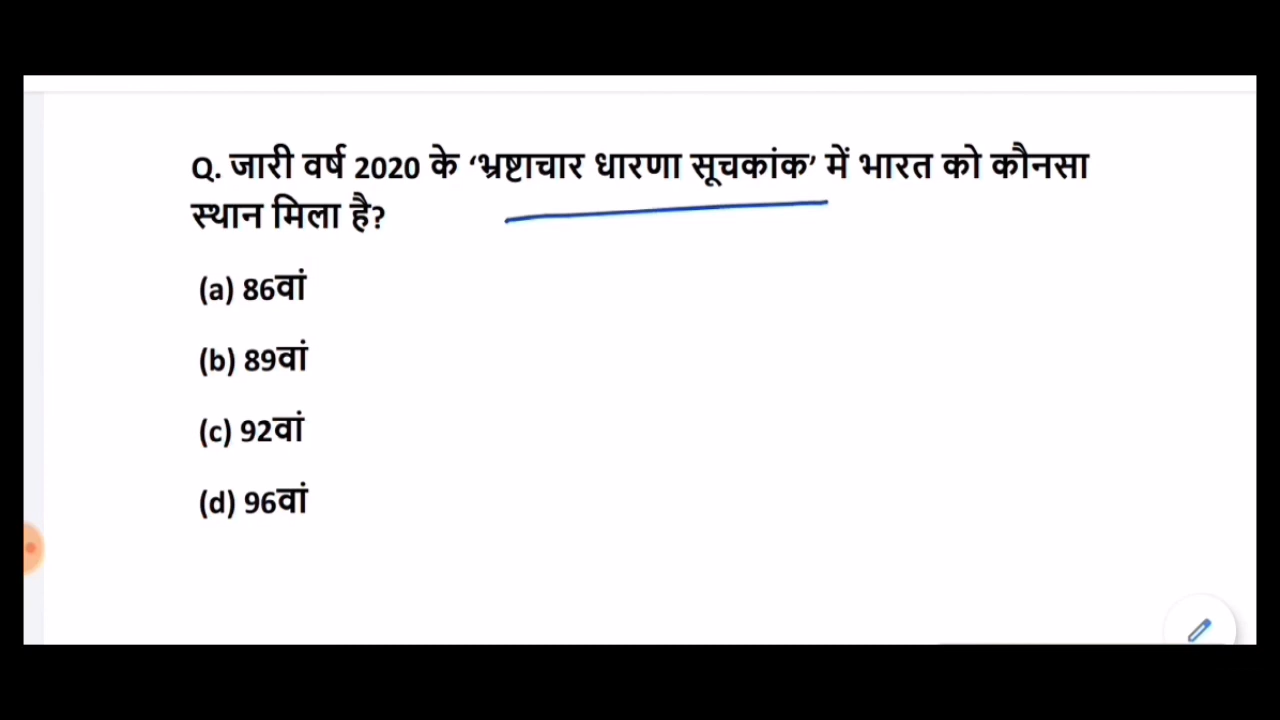 Q. जारी वर्ष 2020 के ‘भ्रष्टाचार धारणा सूचकांक’ में भारत को कौनसा
स्थान मिला है?
(a) 86वां
(b) 89वां
(c) 92वां
(d) 96वां